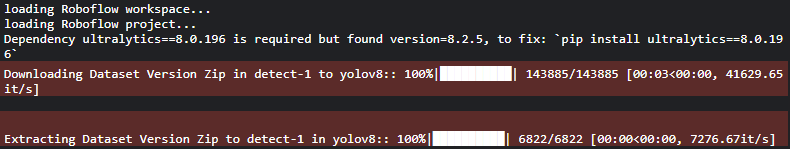 loading Roboflow workspace...
loading Roboflow project...
Dependency ultralytics==8.0.196 is required but found version=8.2.5, to fix: `pip install ultralytics==8.0.19
6`
Downloading Dataset Version Zip in detect-1 to yolov8:: 100%|██████████| 143885/143885 [00:03<00:00, 41629.65
it/s]
Extracting Dataset Version Zip to detect-1 in yolov8:: 100%|██████████| 6822/6822 [00:00<00:00, 7276.67it/s]